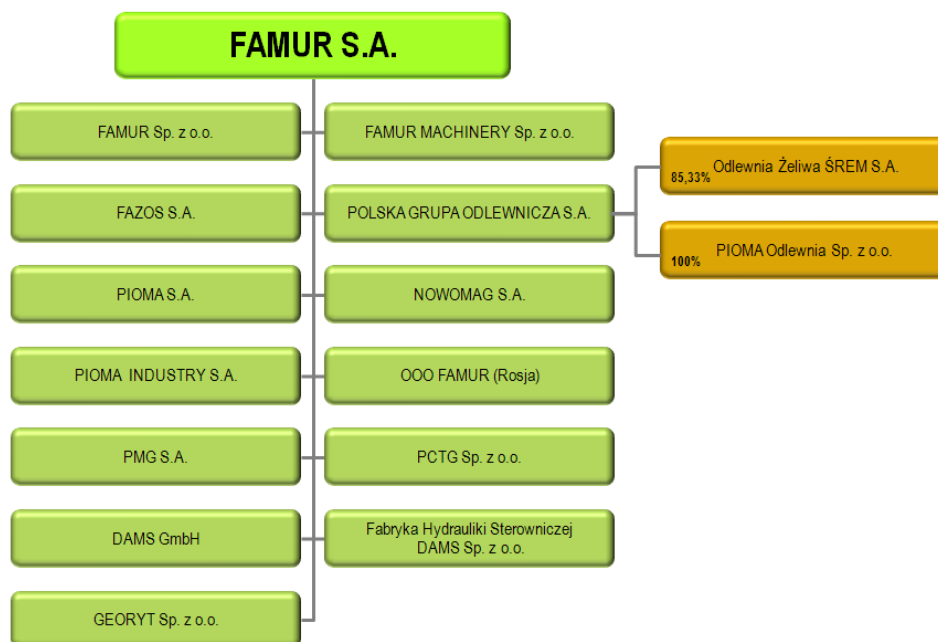 FAMUR S.A.
FAMUR Sp. z o.o.
FAMUR MACHINERY Sp. z o.o.
85,33% Odlewnia Żeliwa ŚREM S.A.
FAZOS S.A.
POLSKA GRUPA ODLEWNICZA S.A.
100% PIOMA Odlewnia Sp. z o.o.
PIOMA S.A.
NOWOMAG S.A.
PIOMA INDUSTRY S.A.
OOO FAMUR (Rosja)
PMG S.A.
PCTG Sp. z o.o.
DAMS GmbH
Fabryka Hydrauliki Sterowniczej
DAMS Sp. z o.o.
GEORYT Sp. z o.o.